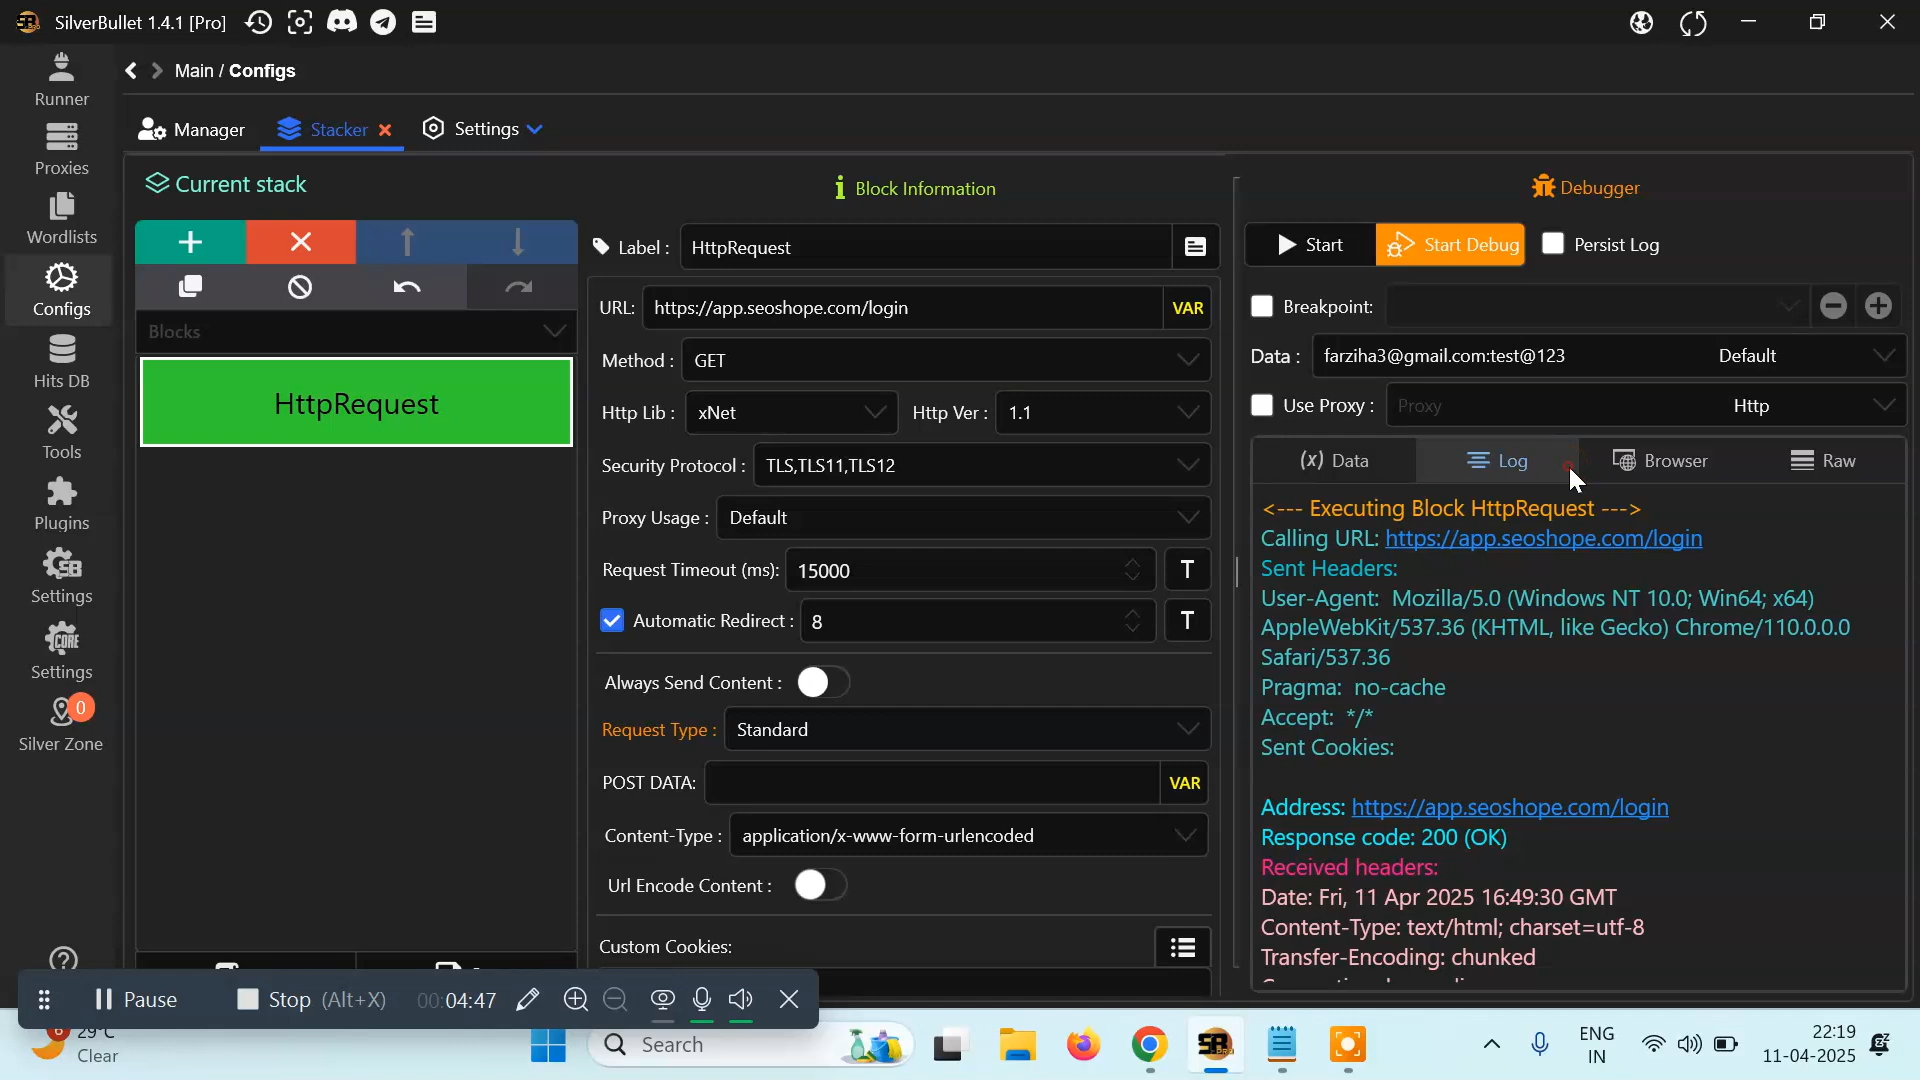 SilverBullet 1.4.1 [Pro]
Runner
Proxies
Wordlists
Configs
Hits DB
Tools
Plugins
Settings
CORE
Settings
0
Silver Zone
Main / Configs
Manager
Stacker
Settings
Current stack
Blocks
HttpRequest
Block Information
Label : HttpRequest
URL: https://app.seoshope.com/login VAR
Method : GET
Http Lib : xNet Http Ver : 1.1
Security Protocol : TLS,TLS11,TLS12
Proxy Usage : Default
Request Timeout (ms): 15000 T
Automatic Redirect : 8 T
Always Send Content :
Request Type : Standard
POST DATA: VAR
Content-Type : application/x-www-form-urlencoded
Url Encode Content :
Custom Cookies:
Debugger
Start Start Debug Persist Log
Breakpoint:
Data : farziha3@gmail.com:test@123 Default
Use Proxy : Proxy Http
(x) Data Log Browser Raw
<--- Executing Block HttpRequest --->
Calling URL: https://app.seoshope.com/login
Sent Headers:
User-Agent: Mozilla/5.0 (Windows NT 10.0; Win64; x64)
AppleWebKit/537.36 (KHTML, like Gecko) Chrome/110.0.0.0
Safari/537.36
Pragma: no-cache
Accept: */*
Sent Cookies:
Address: https://app.seoshope.com/login
Response code: 200 (OK)
Received headers:
Date: Fri, 11 Apr 2025 16:49:30 GMT
Content-Type: text/html; charset=utf-8
Transfer-Encoding: chunked
Pause Stop (Alt+X) 00:04:47
29°C
Clear
Search
ENG
IN
22:19
11-04-2025